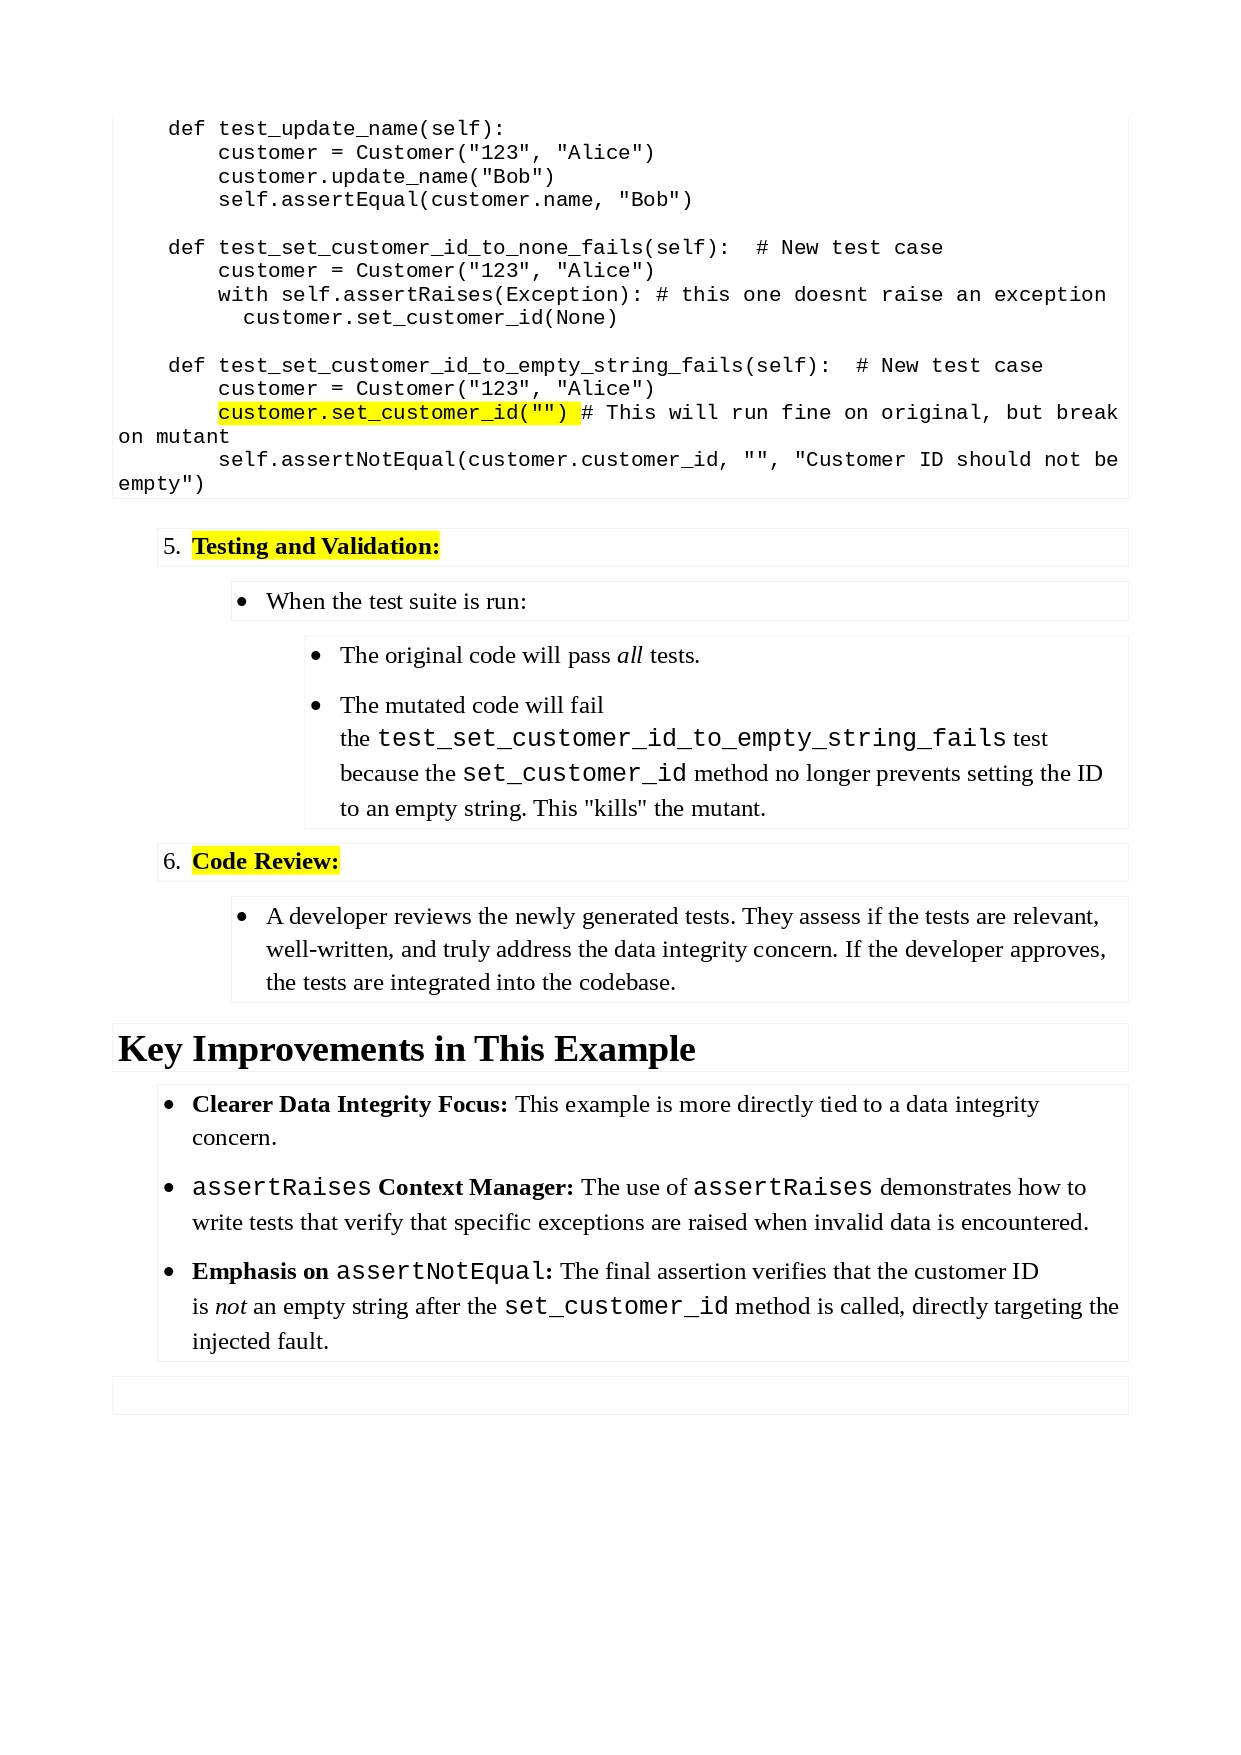 def test_update_name(self):
        customer = Customer("123", "Alice")
        customer.update_name("Bob")
        self.assertEqual(customer.name, "Bob")

    def test_set_customer_id_to_none_fails(self):  # New test case
        customer = Customer("123", "Alice")
        with self.assertRaises(Exception): # this one doesnt raise an exception
          customer.set_customer_id(None)

    def test_set_customer_id_to_empty_string_fails(self):  # New test case
        customer = Customer("123", "Alice")
        customer.set_customer_id("") # This will run fine on original, but break
on mutant
        self.assertNotEqual(customer.customer_id, "", "Customer ID should not be
empty")
5. Testing and Validation:
• When the test suite is run:
• The original code will pass all tests.
• The mutated code will fail
the test_set_customer_id_to_empty_string_fails test
because the set_customer_id method no longer prevents setting the ID
to an empty string. This "kills" the mutant.
6. Code Review:
• A developer reviews the newly generated tests. They assess if the tests are relevant,
well-written, and truly address the data integrity concern. If the developer approves,
the tests are integrated into the codebase.
Key Improvements in This Example
• Clearer Data Integrity Focus: This example is more directly tied to a data integrity
concern.
• assertRaises Context Manager: The use of assertRaises demonstrates how to
write tests that verify that specific exceptions are raised when invalid data is encountered.
• Emphasis on assertNotEqual: The final assertion verifies that the customer ID
is not an empty string after the set_customer_id method is called, directly targeting the
injected fault.